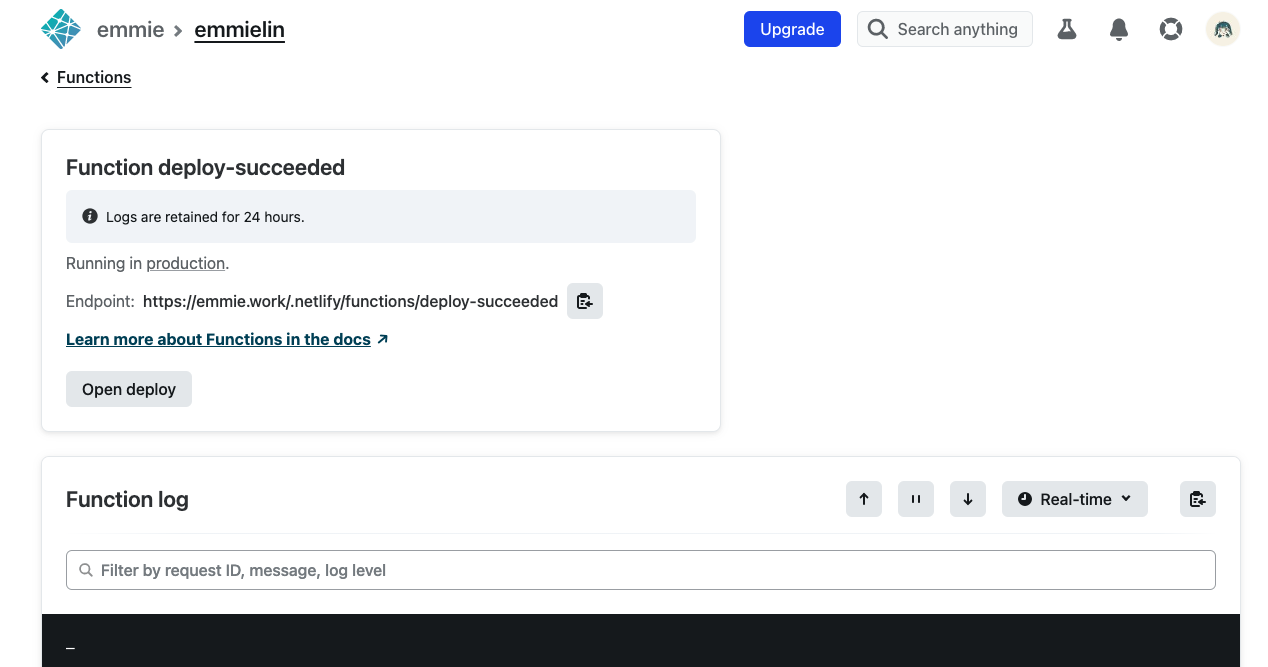 emmie > emmielin
Upgrade
Search anything
Functions
Function deploy-succeeded
Logs are retained for 24 hours.
Running in production.
Endpoint: https://emmie.work/.netlify/functions/deploy-succeeded
Learn more about Functions in the docs
Open deploy
Function log
Real-time
Filter by request ID, message, log level